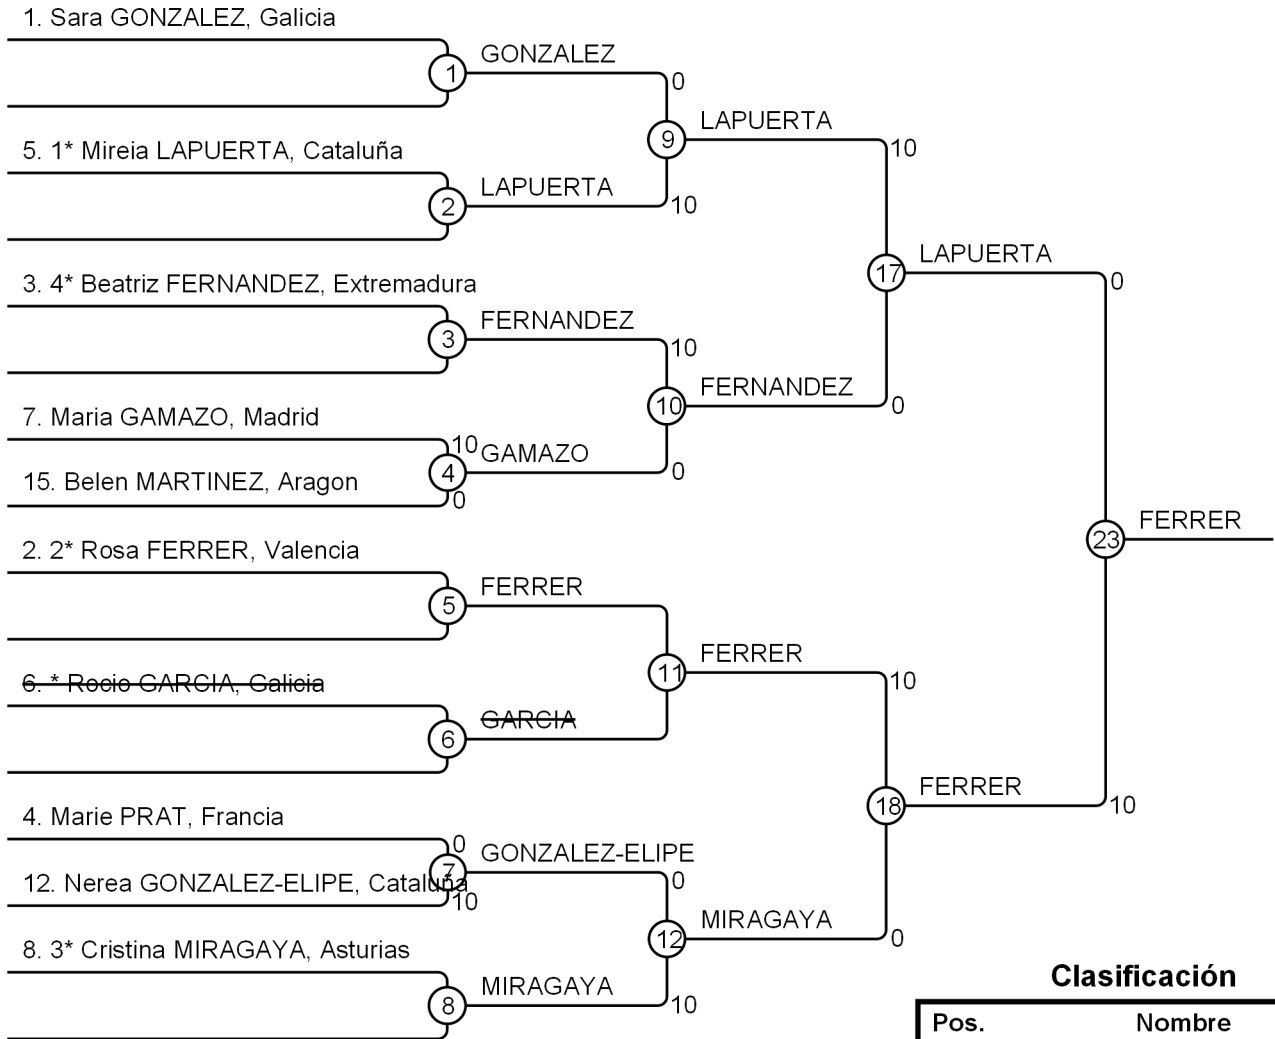 1. Sara GONZALEZ, Galicia
GONZALEZ
1
0
LAPUERTA
9
10
5. 1* Mireia LAPUERTA, Cataluña
LAPUERTA
2
10
LAPUERTA
17
0
3. 4* Beatriz FERNANDEZ, Extremadura
FERNANDEZ
3
10
FERNANDEZ
10
0
7. Maria GAMAZO, Madrid
10
GAMAZO
4
0
15. Belen MARTINEZ, Aragon
0
FERRER
23
2. 2* Rosa FERRER, Valencia
FERRER
5
FERRER
11
10
6. * Rocio GARCIA, Galicia
GARCIA
6
FERRER
18
10
4. Marie PRAT, Francia
0
GONZALEZ-ELIPE
7
0
12. Nerea GONZALEZ-ELIPE, Cataluña
10
MIRAGAYA
12
0
8. 3* Cristina MIRAGAYA, Asturias
MIRAGAYA
8
10
Clasificación
Pos. Nombre